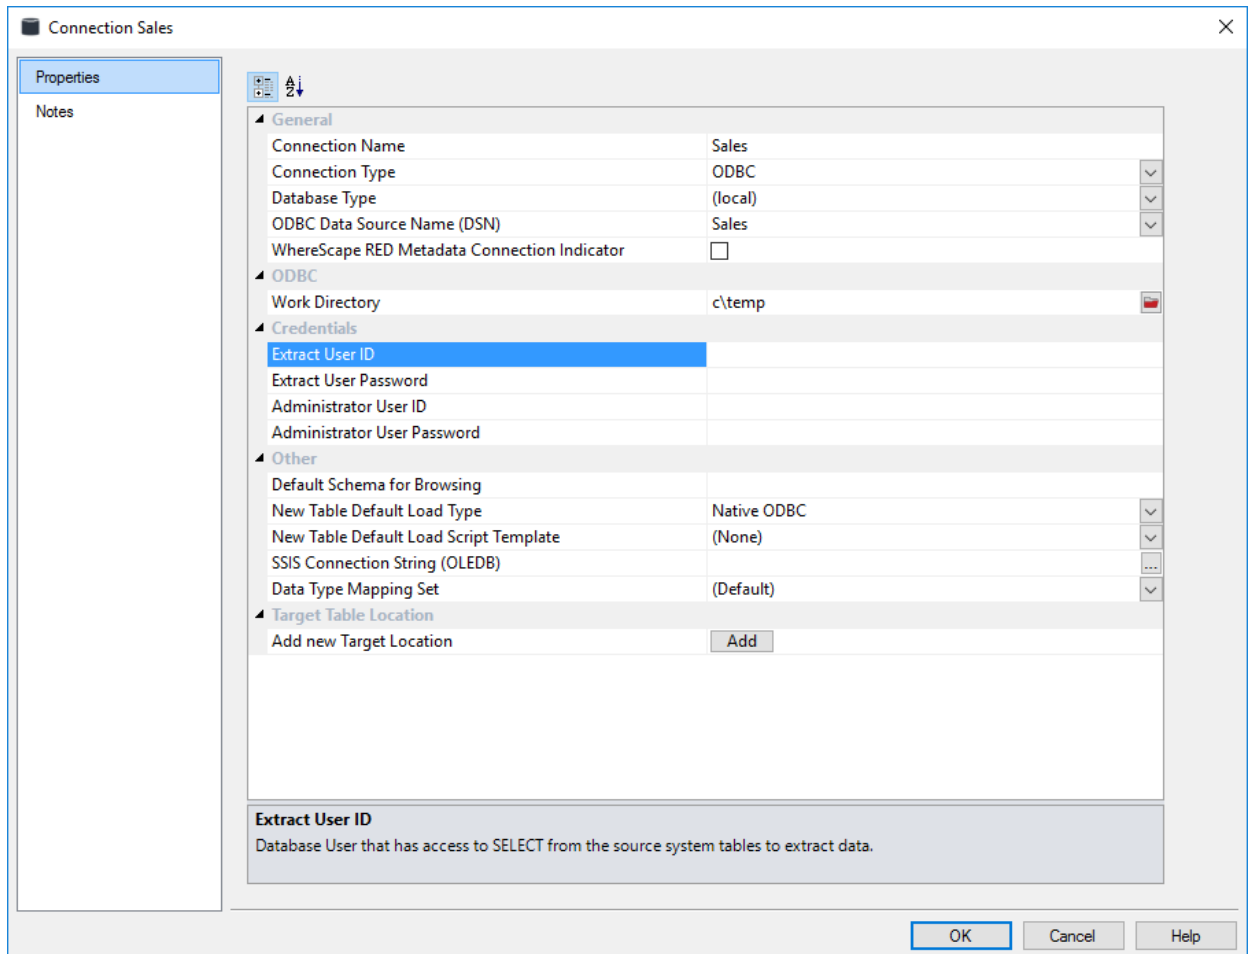 Connection Sales
Properties
Notes
General
Connection Name Sales
Connection Type ODBC
Database Type (local)
ODBC Data Source Name (DSN) Sales
WhereScape RED Metadata Connection Indicator
ODBC
Work Directory c\temp
Credentials
Extract User ID
Extract User Password
Administrator User ID
Administrator User Password
Other
Default Schema for Browsing
New Table Default Load Type Native ODBC
New Table Default Load Script Template (None)
SSIS Connection String (OLEDB) ...
Data Type Mapping Set (Default)
Target Table Location
Add new Target Location Add
Extract User ID
Database User that has access to SELECT from the source system tables to extract data.
OK Cancel Help